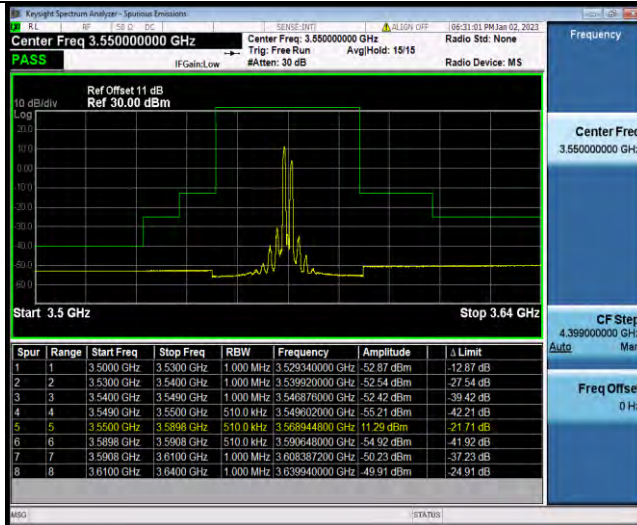 Keysight Spectrum Analyzer - Spurious Emissions
RL RF 50 Ω DC SENSE:INT ALIGN OFF 06:31:01 PM Jan 02, 2023
Center Freq 3.550000000 GHz Center Freq: 3.550000000 GHz Radio Std: None
Trig: Free Run Avg|Hold: 15/15
PASS IFGain:Low #Atten: 30 dB Radio Device: MS
Ref Offset 11 dB
10 dB/div Ref 30.00 dBm
Log
20.0
10.0
0.00
-10.0
-20.0
-30.0
-40.0
-50.0
-60.0
Start 3.5 GHz Stop 3.64 GHz
Spur Range Start Freq Stop Freq RBW Frequency Amplitude Δ Limit
1 1 3.5000 GHz 3.5300 GHz 1.000 MHz 3.529340000 GHz -52.87 dBm -12.87 dB
2 2 3.5300 GHz 3.5400 GHz 1.000 MHz 3.539920000 GHz -52.54 dBm -27.54 dB
3 3 3.5400 GHz 3.5490 GHz 1.000 MHz 3.546876000 GHz -52.42 dBm -39.42 dB
4 4 3.5490 GHz 3.5500 GHz 510.0 kHz 3.549602000 GHz -55.21 dBm -42.21 dB
5 5 3.5500 GHz 3.5898 GHz 510.0 kHz 3.568944800 GHz 11.29 dBm -21.71 dB
6 6 3.5898 GHz 3.5908 GHz 510.0 kHz 3.590648000 GHz -54.92 dBm -41.92 dB
7 7 3.5908 GHz 3.6100 GHz 1.000 MHz 3.608387200 GHz -50.23 dBm -37.23 dB
8 8 3.6100 GHz 3.6400 GHz 1.000 MHz 3.639940000 GHz -49.91 dBm -24.91 dB
MSG STATUS
Frequency
Center Freq
3.550000000 GHz
CF Step
4.399000000 GHz
Auto Man
Freq Offset
0 Hz